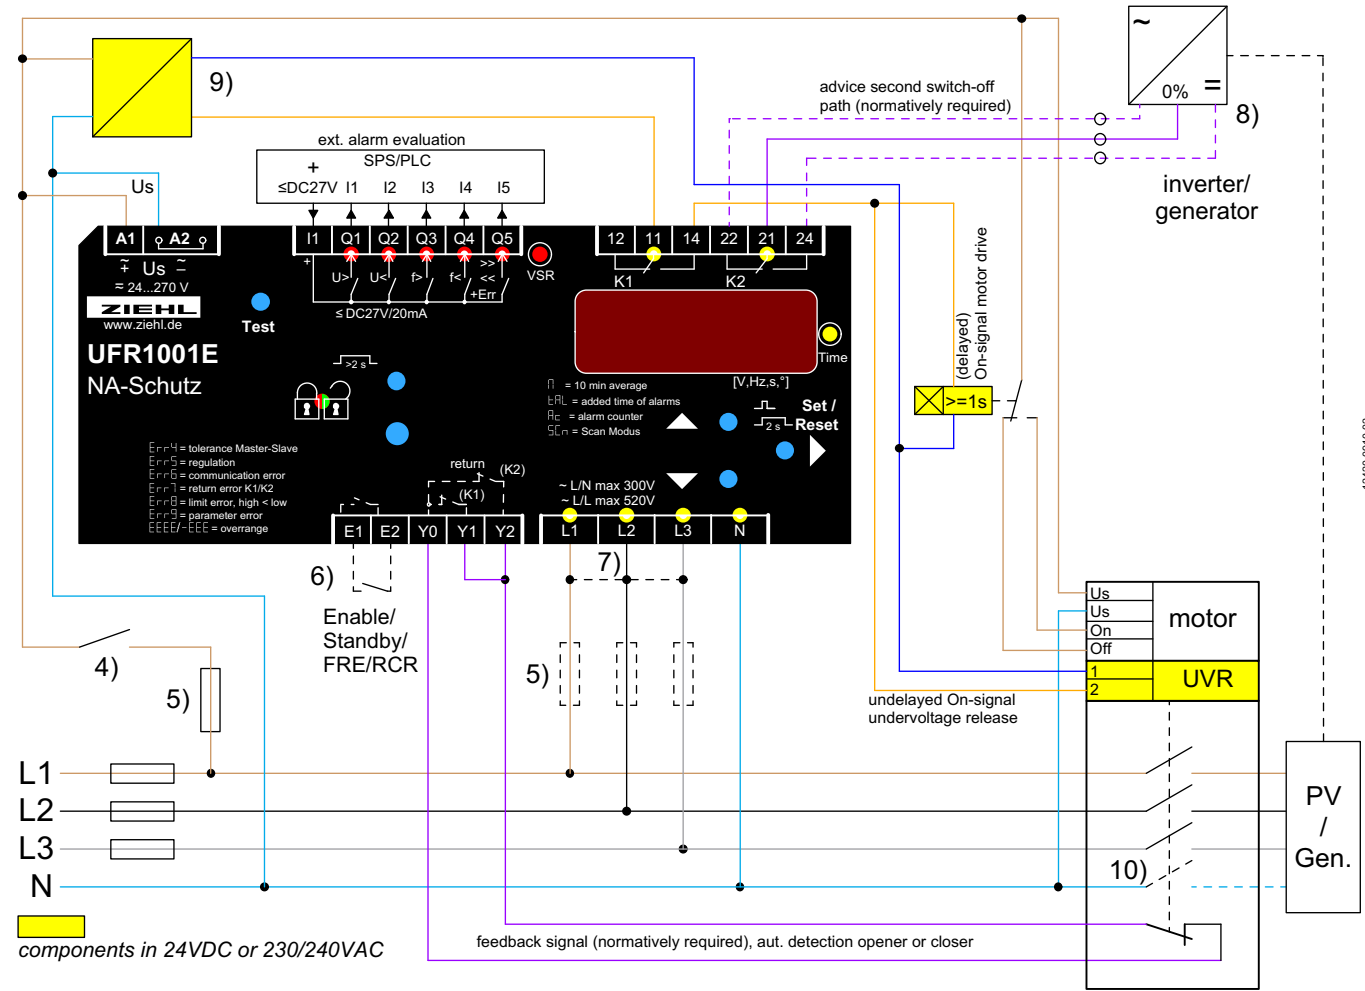 ~
0% =
8)
inverter/
generator
advice second switch-off
path (normatively required)
9)
ext. alarm evaluation
SPS/PLC
+
≤DC27V I1 I2 I3 I4 I5
Us
A1 A2
I1 Q1 Q2 Q3 Q4 Q5
12 11 14 22 21 24
~ Us ~
+ –
= 24...270 V
+ U> U< f> f< >>
<<
+Err
≤ DC27V/20mA
VSR
K1 K2
ZIEHL
www.ziehl.de
UFR1001E
NA-Schutz
Test
>2 s
Time
[V,Hz,s,°]
A = 10 min average
tAL = added time of alarms
Ac = alarm counter
SCn = Scan Modus
2 s
Set /
Reset
(delayed)
On-signal motor drive
>=1s
Err4 = tolerance Master-Slave
Err5 = regulation
Err6 = communication error
Err7 = return error K1/K2
Err8 = limit error, high < low
Err9 = parameter error
EEEE/-EEE = overrange
return
(K2)
(K1)
~ L/N max 300V
~ L/L max 520V
E1 E2 Y0 Y1 Y2
L1 L2 L3 N
6)
Enable/
Standby/
FRE/RCR
7)
4)
5)
5)
Us
Us
On
Off
motor
1
2
UVR
undelayed On-signal
undervoltage release
L1
L2
L3
N
10)
PV
/
Gen.
components in 24VDC or 230/240VAC
feedback signal (normatively required), aut. detection opener or closer